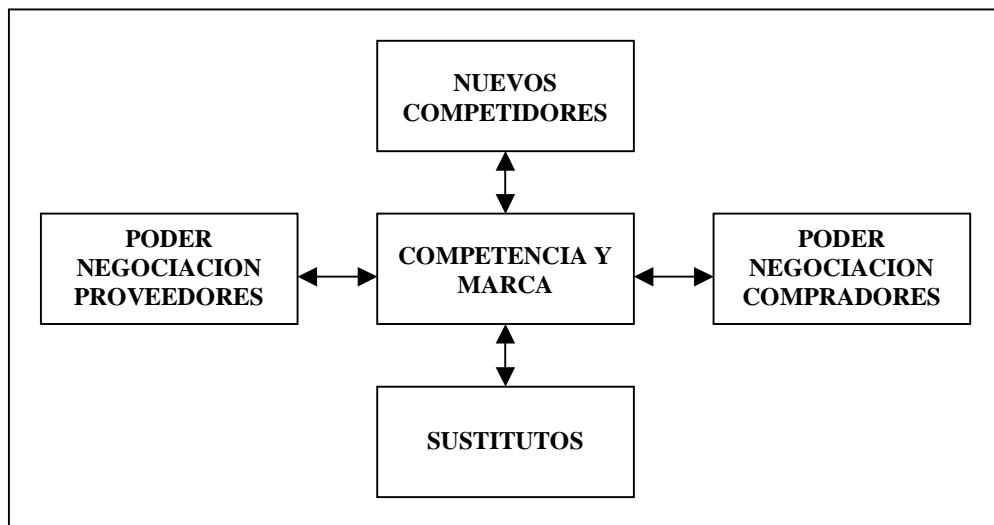 NUEVOS
COMPETIDORES
PODER
NEGOCIACION
PROVEEDORES
COMPETENCIA Y
MARCA
PODER
NEGOCIACION
COMPRADORES
SUSTITUTOS